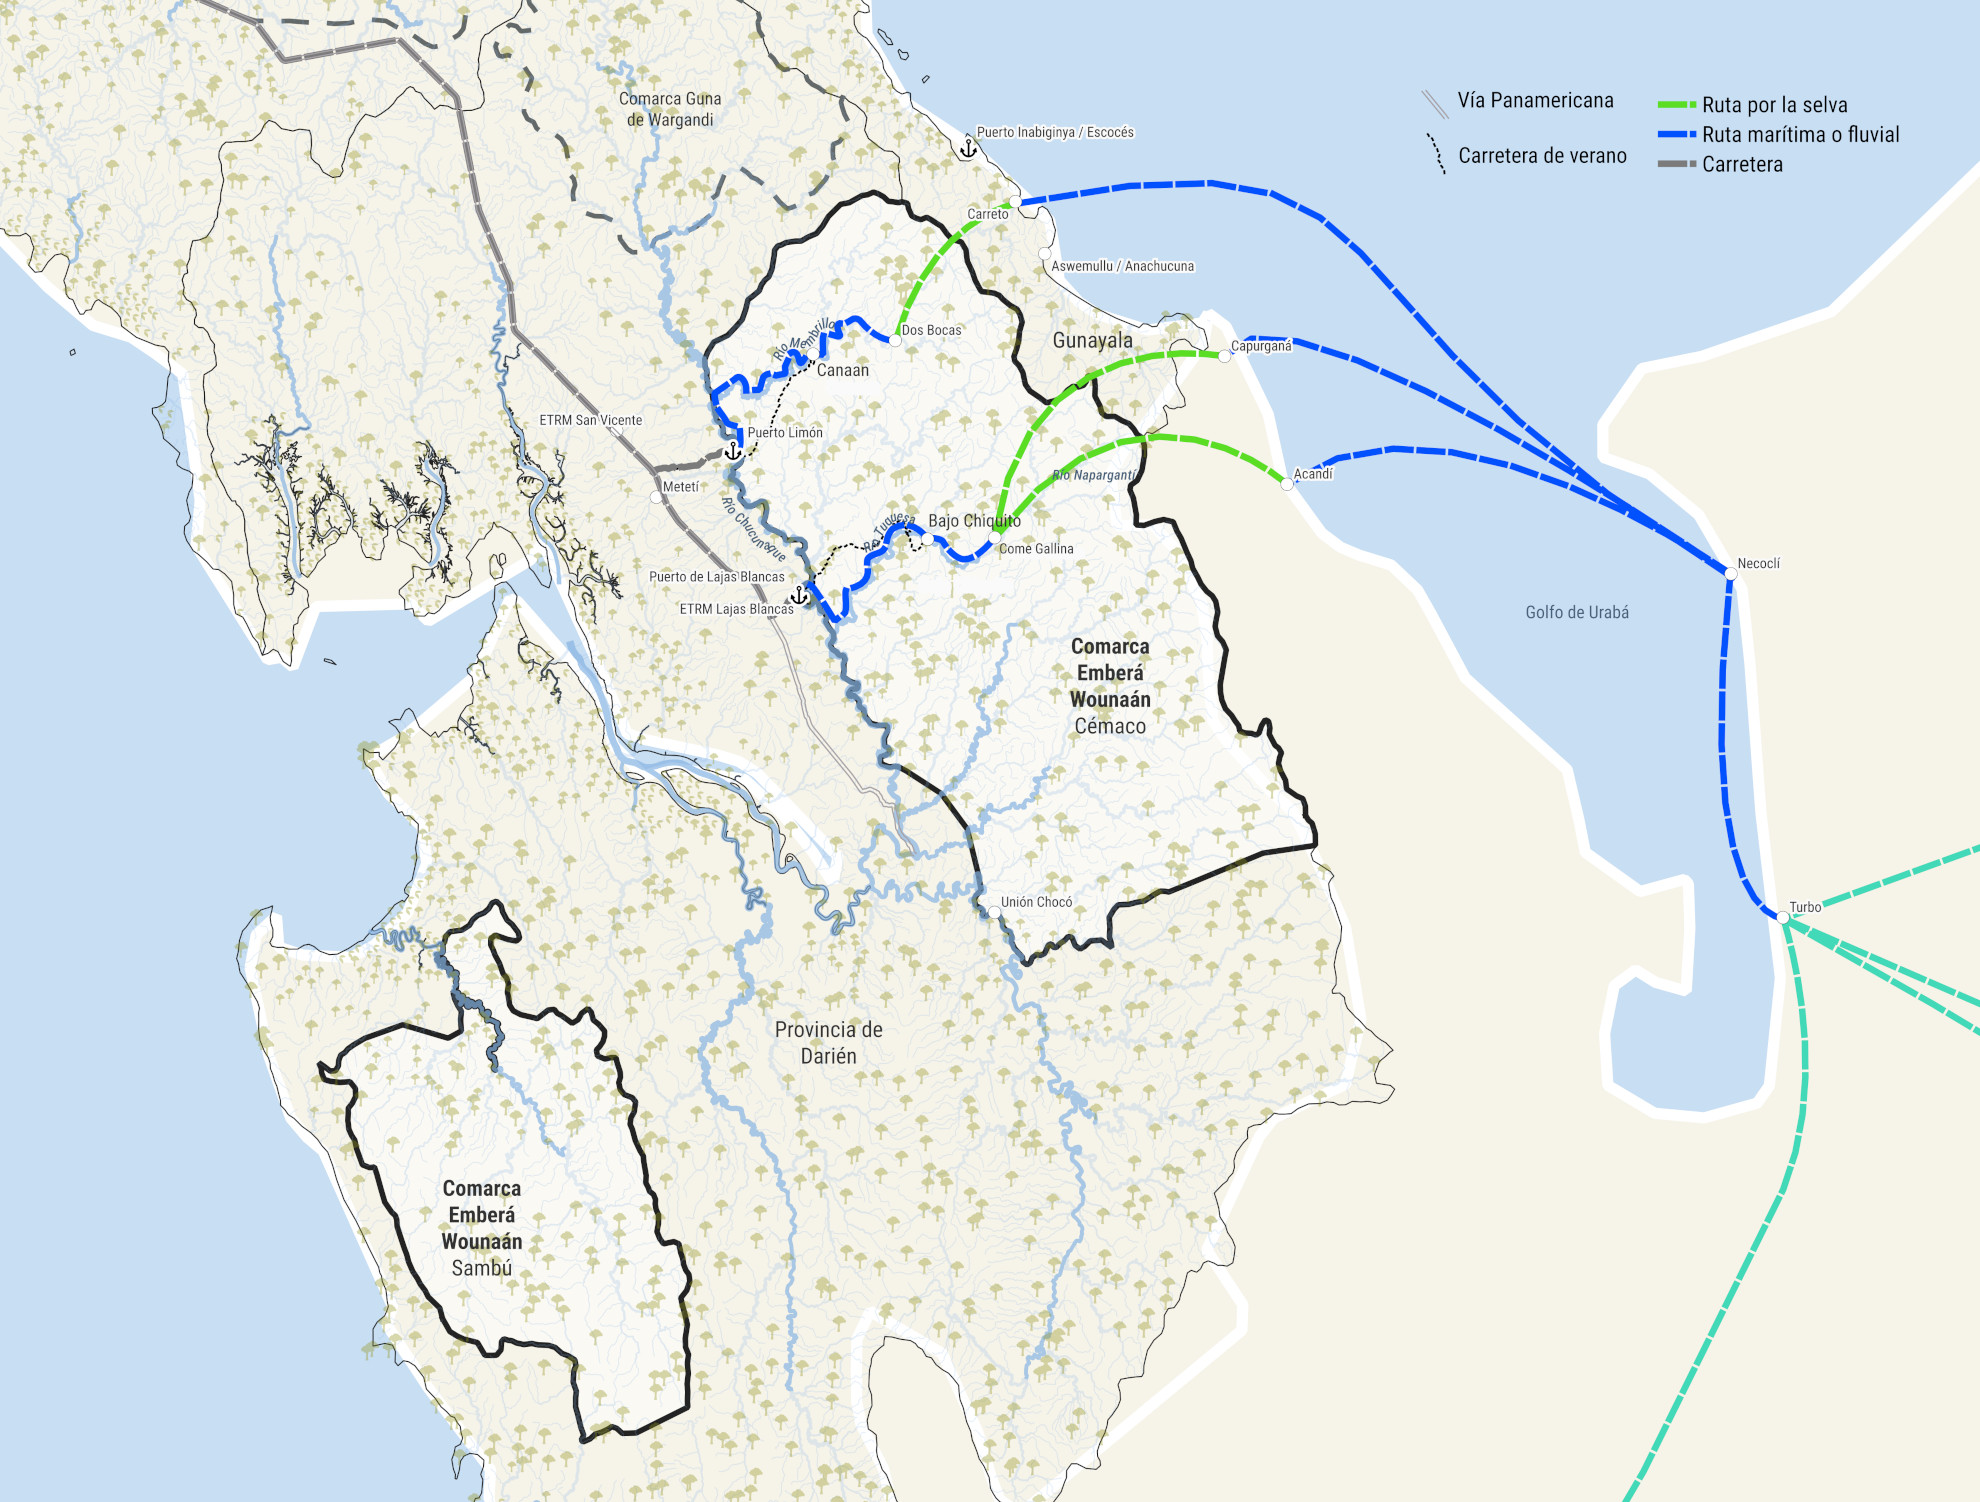 Comarca Guna
de Wargandi
Puerto Inabiginya / Escocés
Vía Panamericana
Carretera de verano
Ruta por la selva
Ruta marítima o fluvial
Carretera
Carreto
Aswemullu / Anachucuna
Gunayala
Capurganá
Río Membrillo
Dos Bocas
Canaan
ETRM San Vicente
Puerto Limón
Metetí
Río Chucunaque
Río Napargantí
Acandí
Río Tuquesa
Bajo Chiquito
Come Gallina
Puerto de Lajas Blancas
ETRM Lajas Blancas
Necoclí
Golfo de Urabá
Comarca
Emberá
Wounaán
Cémaco
Unión Chocó
Turbo
Provincia de
Darién
Comarca
Emberá
Wounaán
Sambú